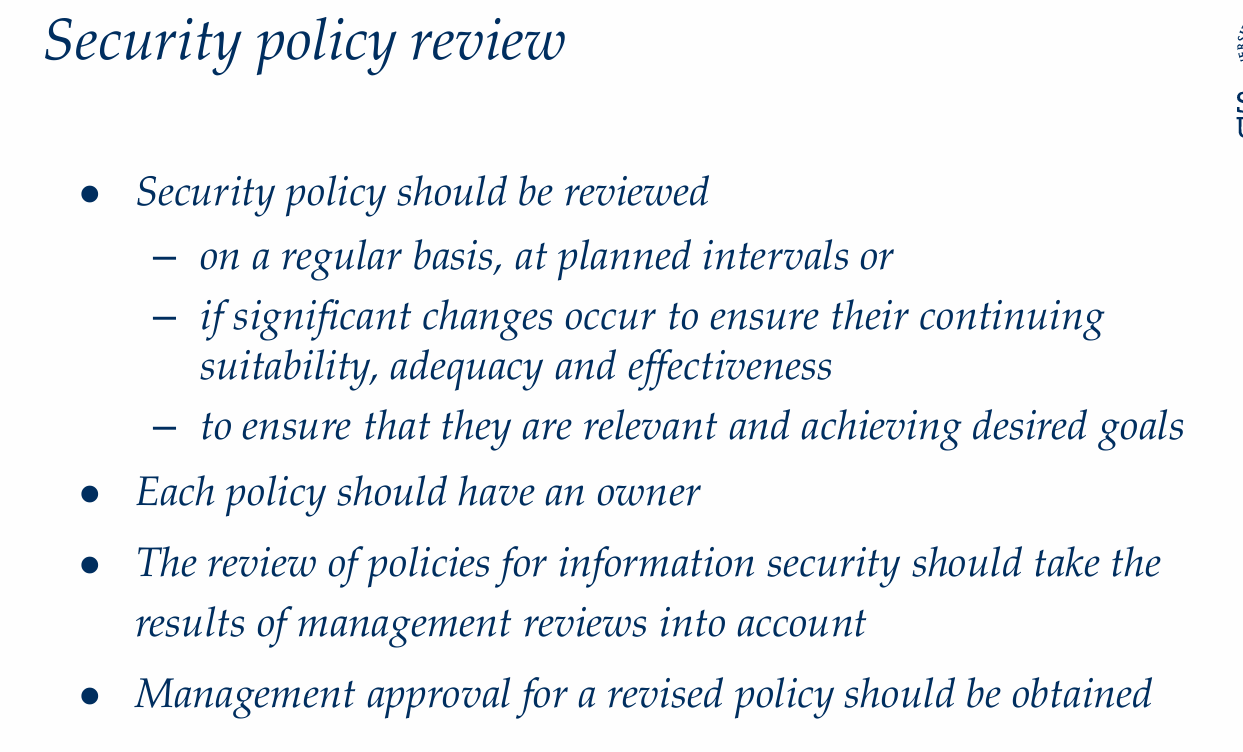 Security policy review
● Security policy should be reviewed
– on a regular basis, at planned intervals or
– if significant changes occur to ensure their continuing
suitability, adequacy and effectiveness
– to ensure that they are relevant and achieving desired goals
● Each policy should have an owner
● The review of policies for information security should take the
results of management reviews into account
● Management approval for a revised policy should be obtained